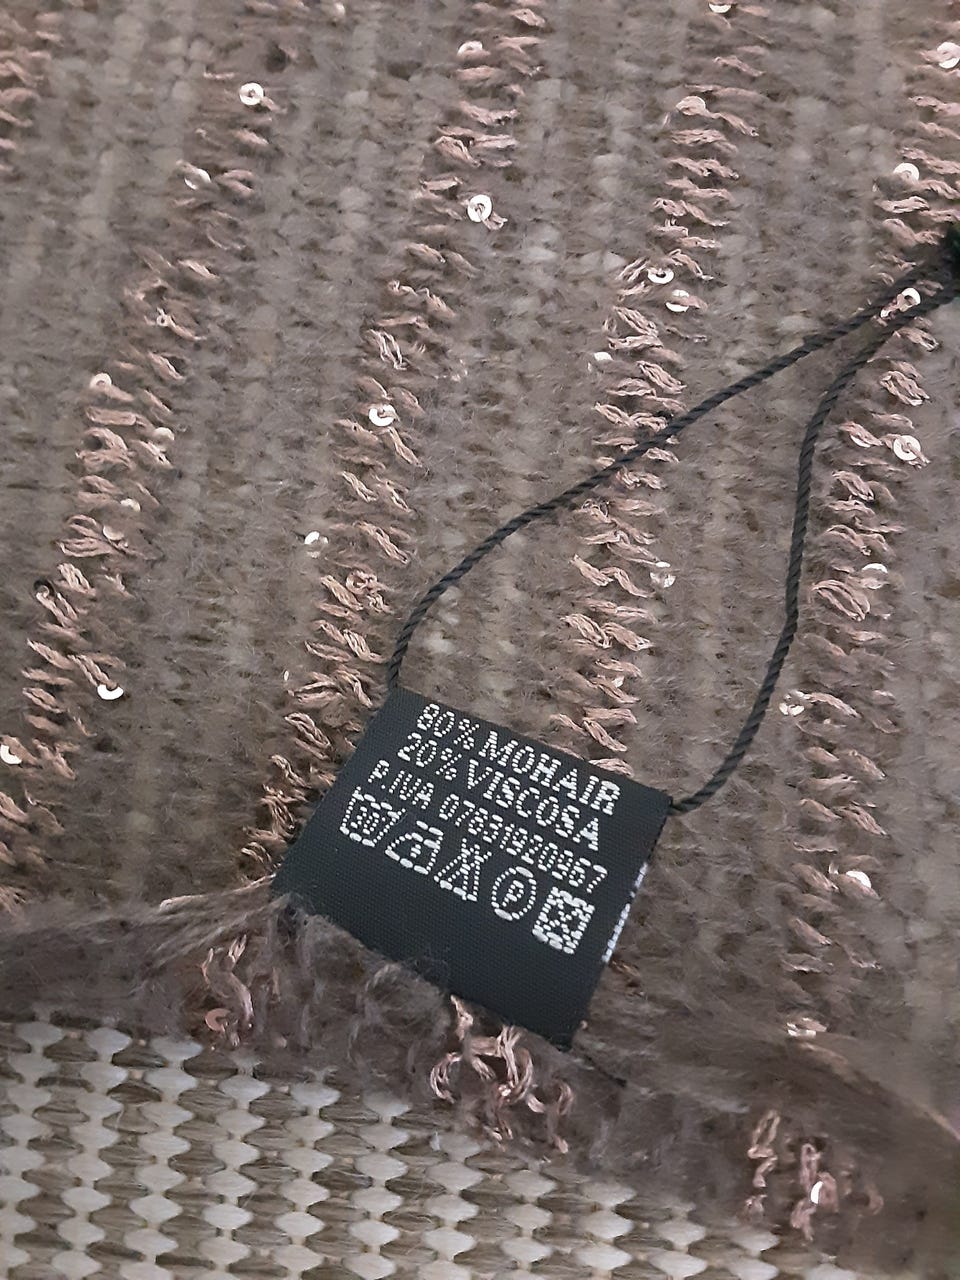 80% MOHAIR
20% VISCOSA
P.IVA 07631920967
P